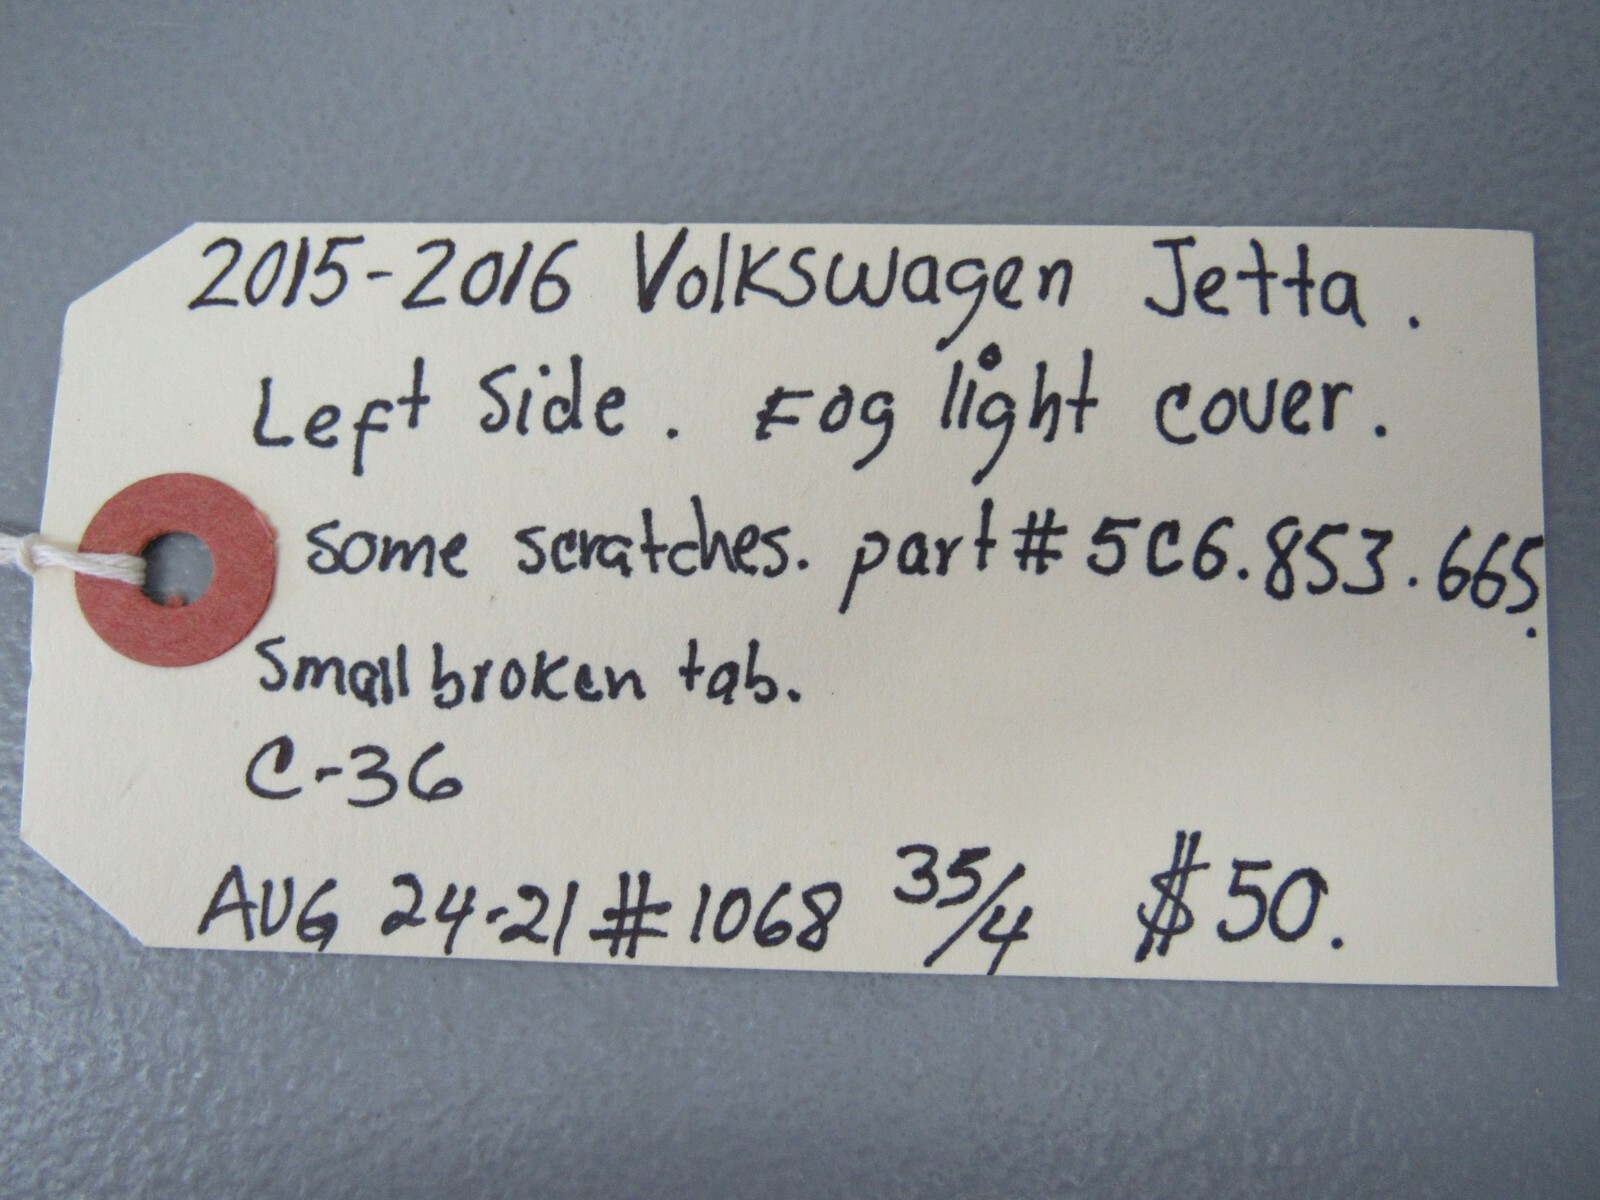 2015-2016 Volkswagen Jetta.
Left Side. Fog light cover.
some scratches. part # 5C6.853.665.
Small broken tab.
C-36
AUG 24-21 # 1068 35/4 $50.